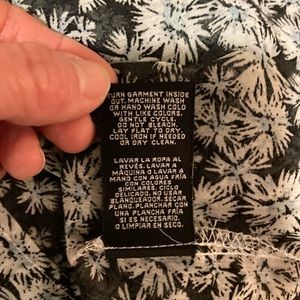 TURN GARMENT INSIDE
OUT. MACHINE WASH
OR HAND WASH COLD
WITH LIKE COLORS.
GENTLE CYCLE.
DO NOT BLEACH.
LAY FLAT TO DRY.
COOL IRON IF NEEDED
OR DRY CLEAN.
LAVAR LA ROPA AL
REVÉS. LAVAR A
MÁQUINA O LAVAR A
MANO CON AGUA FRÍA
CON COLORES
SIMILARES. CICLO
DELICADO. NO USAR
BLANQUEADOR. SECAR
PLANO. PLANCHAR CON
UNA PLANCHA FRÍA
SI ES NECESARIO.
O LIMPIAR EN SECO.